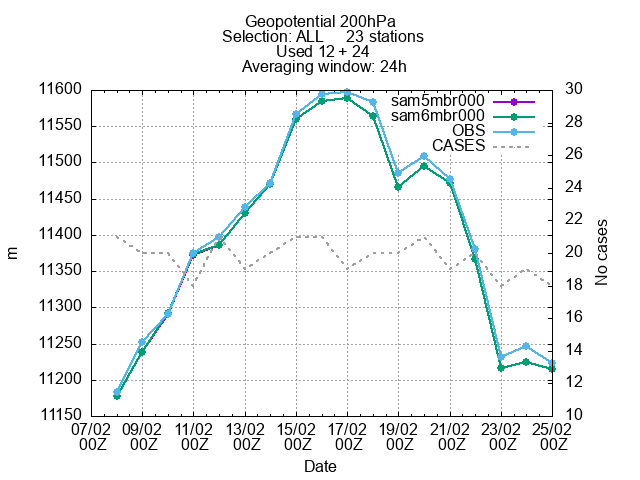 Geopotential 200hPa
Selection: ALL 23 stations
Used 12 + 24
Averaging window: 24h
11600
11550
11500
11450
11400
11350
11300
11250
11200
11150
m
sam5mbr000
sam6mbr000
OBS
CASES
30
28
26
24
22
20
18
16
14
12
10
No cases
07/02 09/02 11/02 13/02 15/02 17/02 19/02 21/02 23/02 25/02
00Z 00Z 00Z 00Z 00Z 00Z 00Z 00Z 00Z 00Z
Date